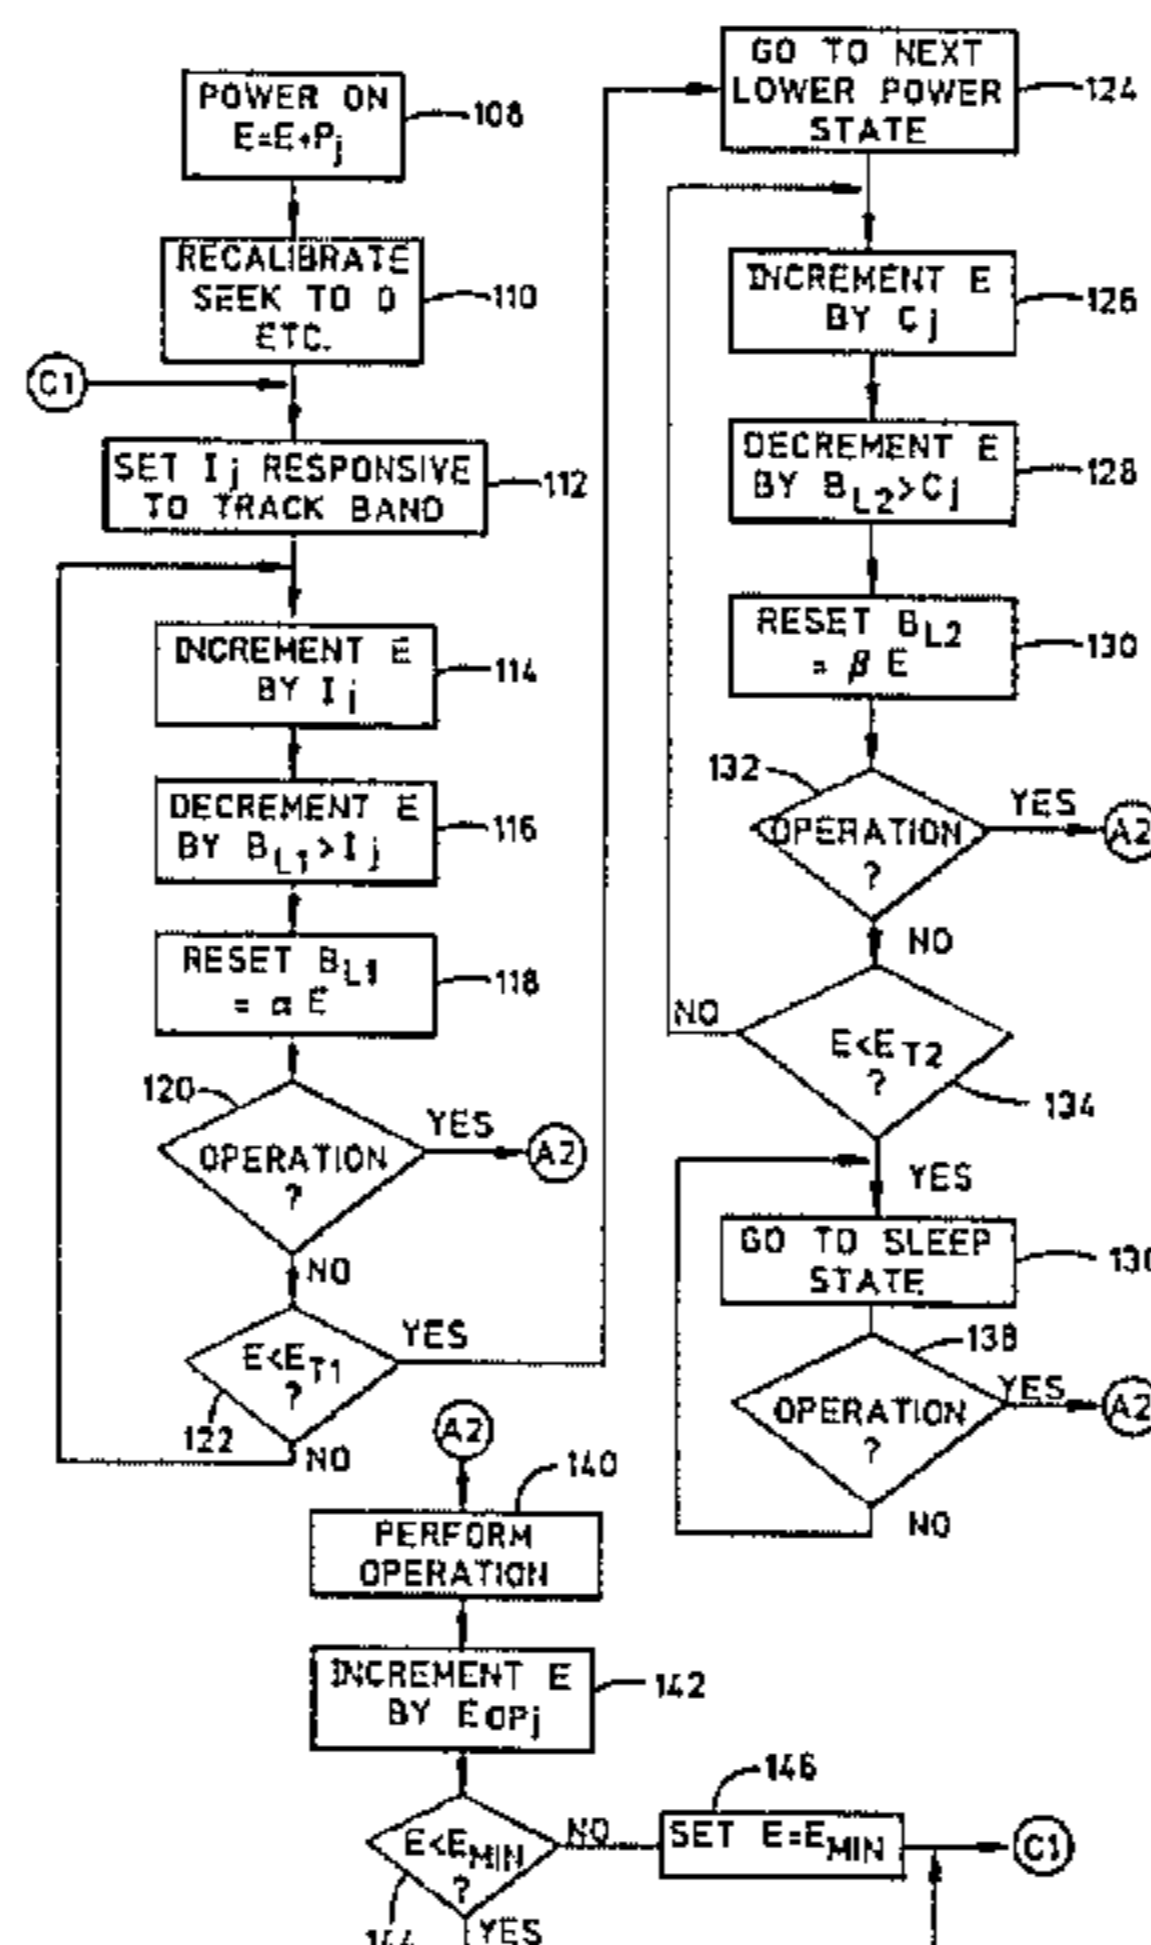 POWER ON
E=E+Pj
108
RECALIBRATE
SEEK TO 0
ETC.
110
C1
SET Ij RESPONSIVE
TO TRACK BAND
112
INCREMENT E
BY Ij
114
DECREMENT E
BY BL1>Ij
116
RESET BL1
= α E
118
120
OPERATION
?
YES
A2
NO
E<ET1
?
YES
122
NO
GO TO NEXT
LOWER POWER
STATE
124
INCREMENT E
BY Cj
126
DECREMENT E
BY BL2>Cj
128
RESET BL2
= β E
130
132
OPERATION
?
YES
A2
NO
NO
E<ET2
?
134
YES
GO TO SLEEP
STATE
138
OPERATION
?
YES
A2
NO
A2
140
PERFORM
OPERATION
INCREMENT E
BY EOPj
142
E<EMIN
?
NO
144
YES
146
SET E=EMIN
C1